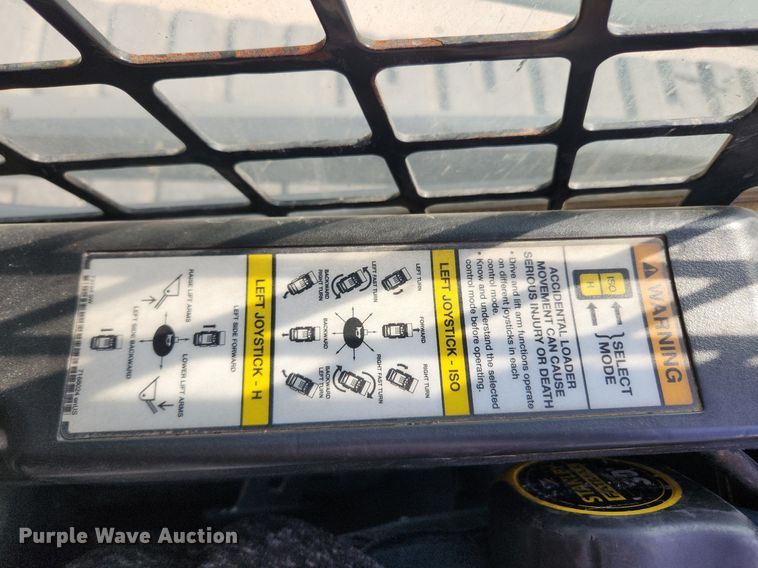 WARNING
ISO
H
SELECT
MODE
ACCIDENTAL LOADER
MOVEMENT CAN CAUSE
SERIOUS INJURY OR DEATH
• Drive and lift arm functions operate
on different joysticks in each
control mode.
• Know and understand the selected
control mode before operating.
LEFT JOYSTICK - ISO
LEFT TURN
FORWARD
RIGHT TURN
LEFT FAST TURN
RIGHT FAST TURN
BACKWARD
RIGHT TURN
BACKWARD
BACKWARD
LEFT TURN
LEFT JOYSTICK - H
LEFT SIDE FORWARD
RAISE LIFT ARMS
LOWER LIFT ARMS
LEFT SIDE BACKWARD
STANLEY
Purple Wave Auction